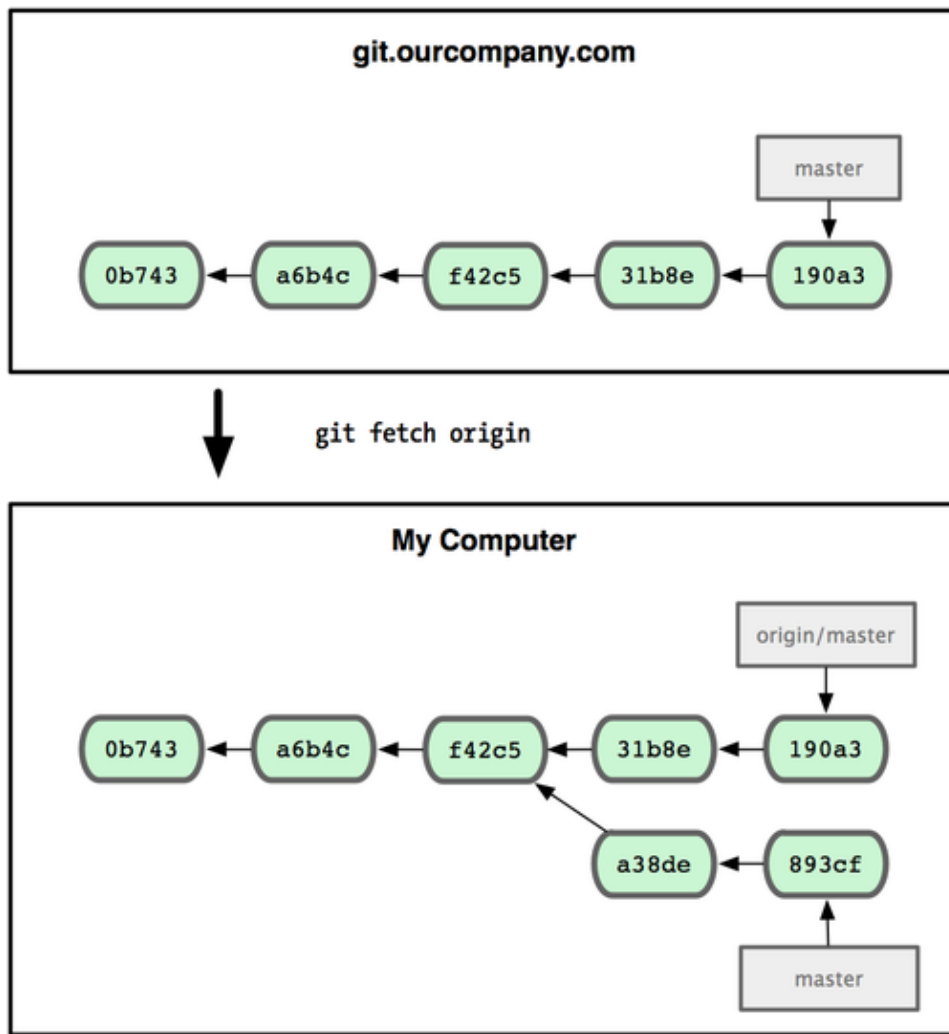 git.ourcompany.com
master
0b743 a6b4c f42c5 31b8e 190a3
git fetch origin
My Computer
origin/master
0b743 a6b4c f42c5 31b8e 190a3
a38de 893cf
master